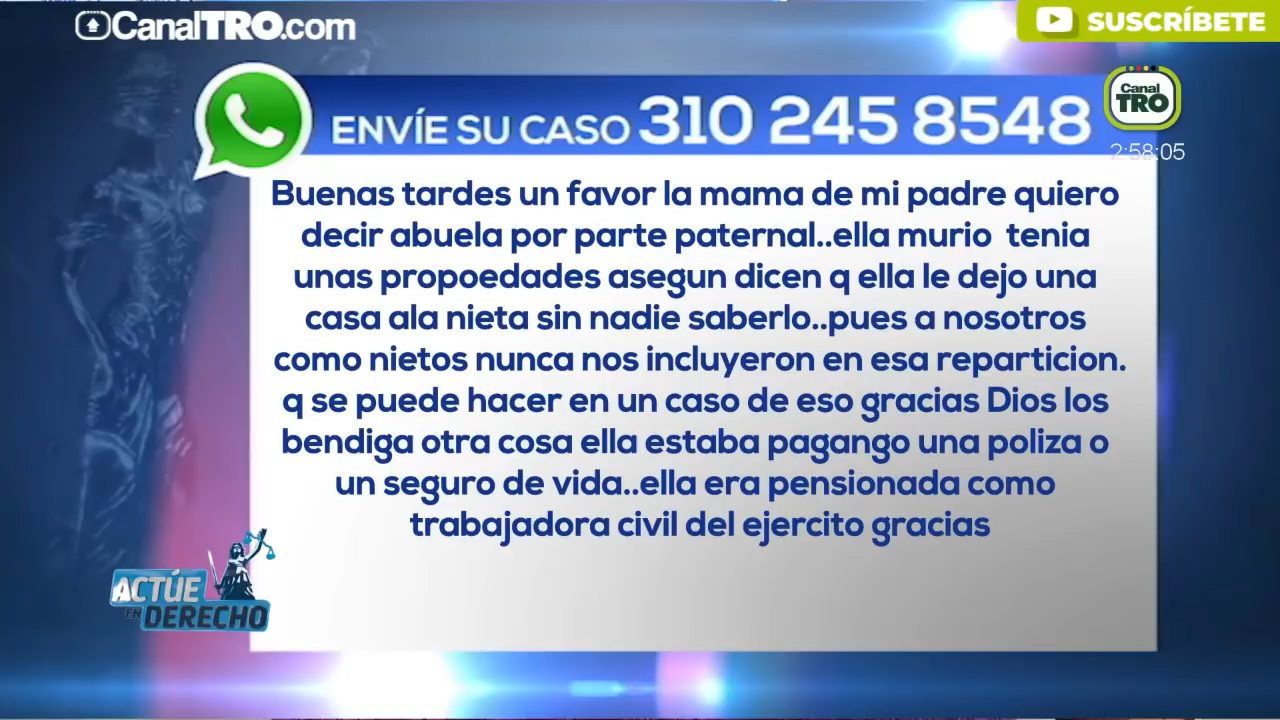 CanalTRO.com
SUSCRÍBETE
ENVÍE SU CASO 310 245 8548
Canal
TRO
2:58:05
Buenas tardes un favor la mama de mi padre quiero
decir abuela por parte paternal..ella murio tenia
unas propoedades asegun dicen q ella le dejo una
casa ala nieta sin nadie saberlo..pues a nosotros
como nietos nunca nos incluyeron en esa reparticion.
q se puede hacer en un caso de eso gracias Dios los
bendiga otra cosa ella estaba pagango una poliza o
un seguro de vida..ella era pensionada como
trabajadora civil del ejercito gracias
ACTÚE
EN DERECHO